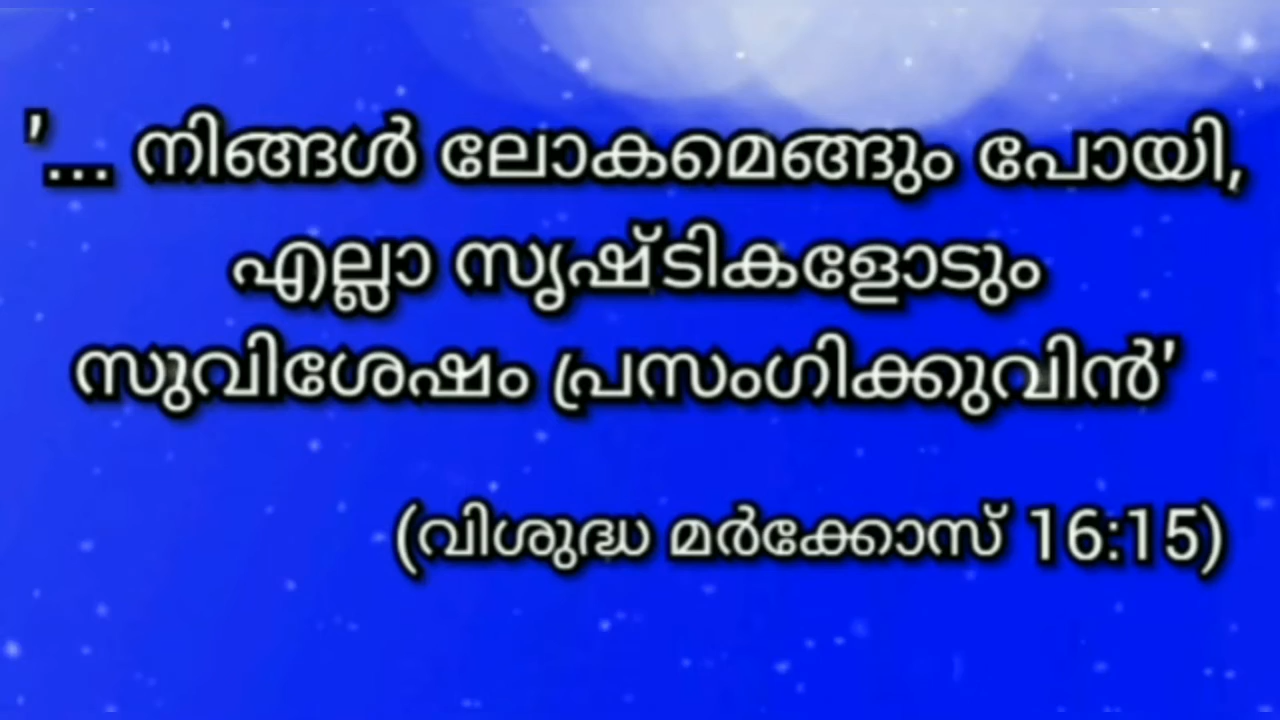 '... നിങ്ങൾ ലോകമെങ്ങും പോയി,
എല്ലാ സൃഷ്ടികളോടും
സുവിശേഷം പ്രസംഗിക്കുവിൻ'
(വിശുദ്ധ മർക്കോസ് 16:15)